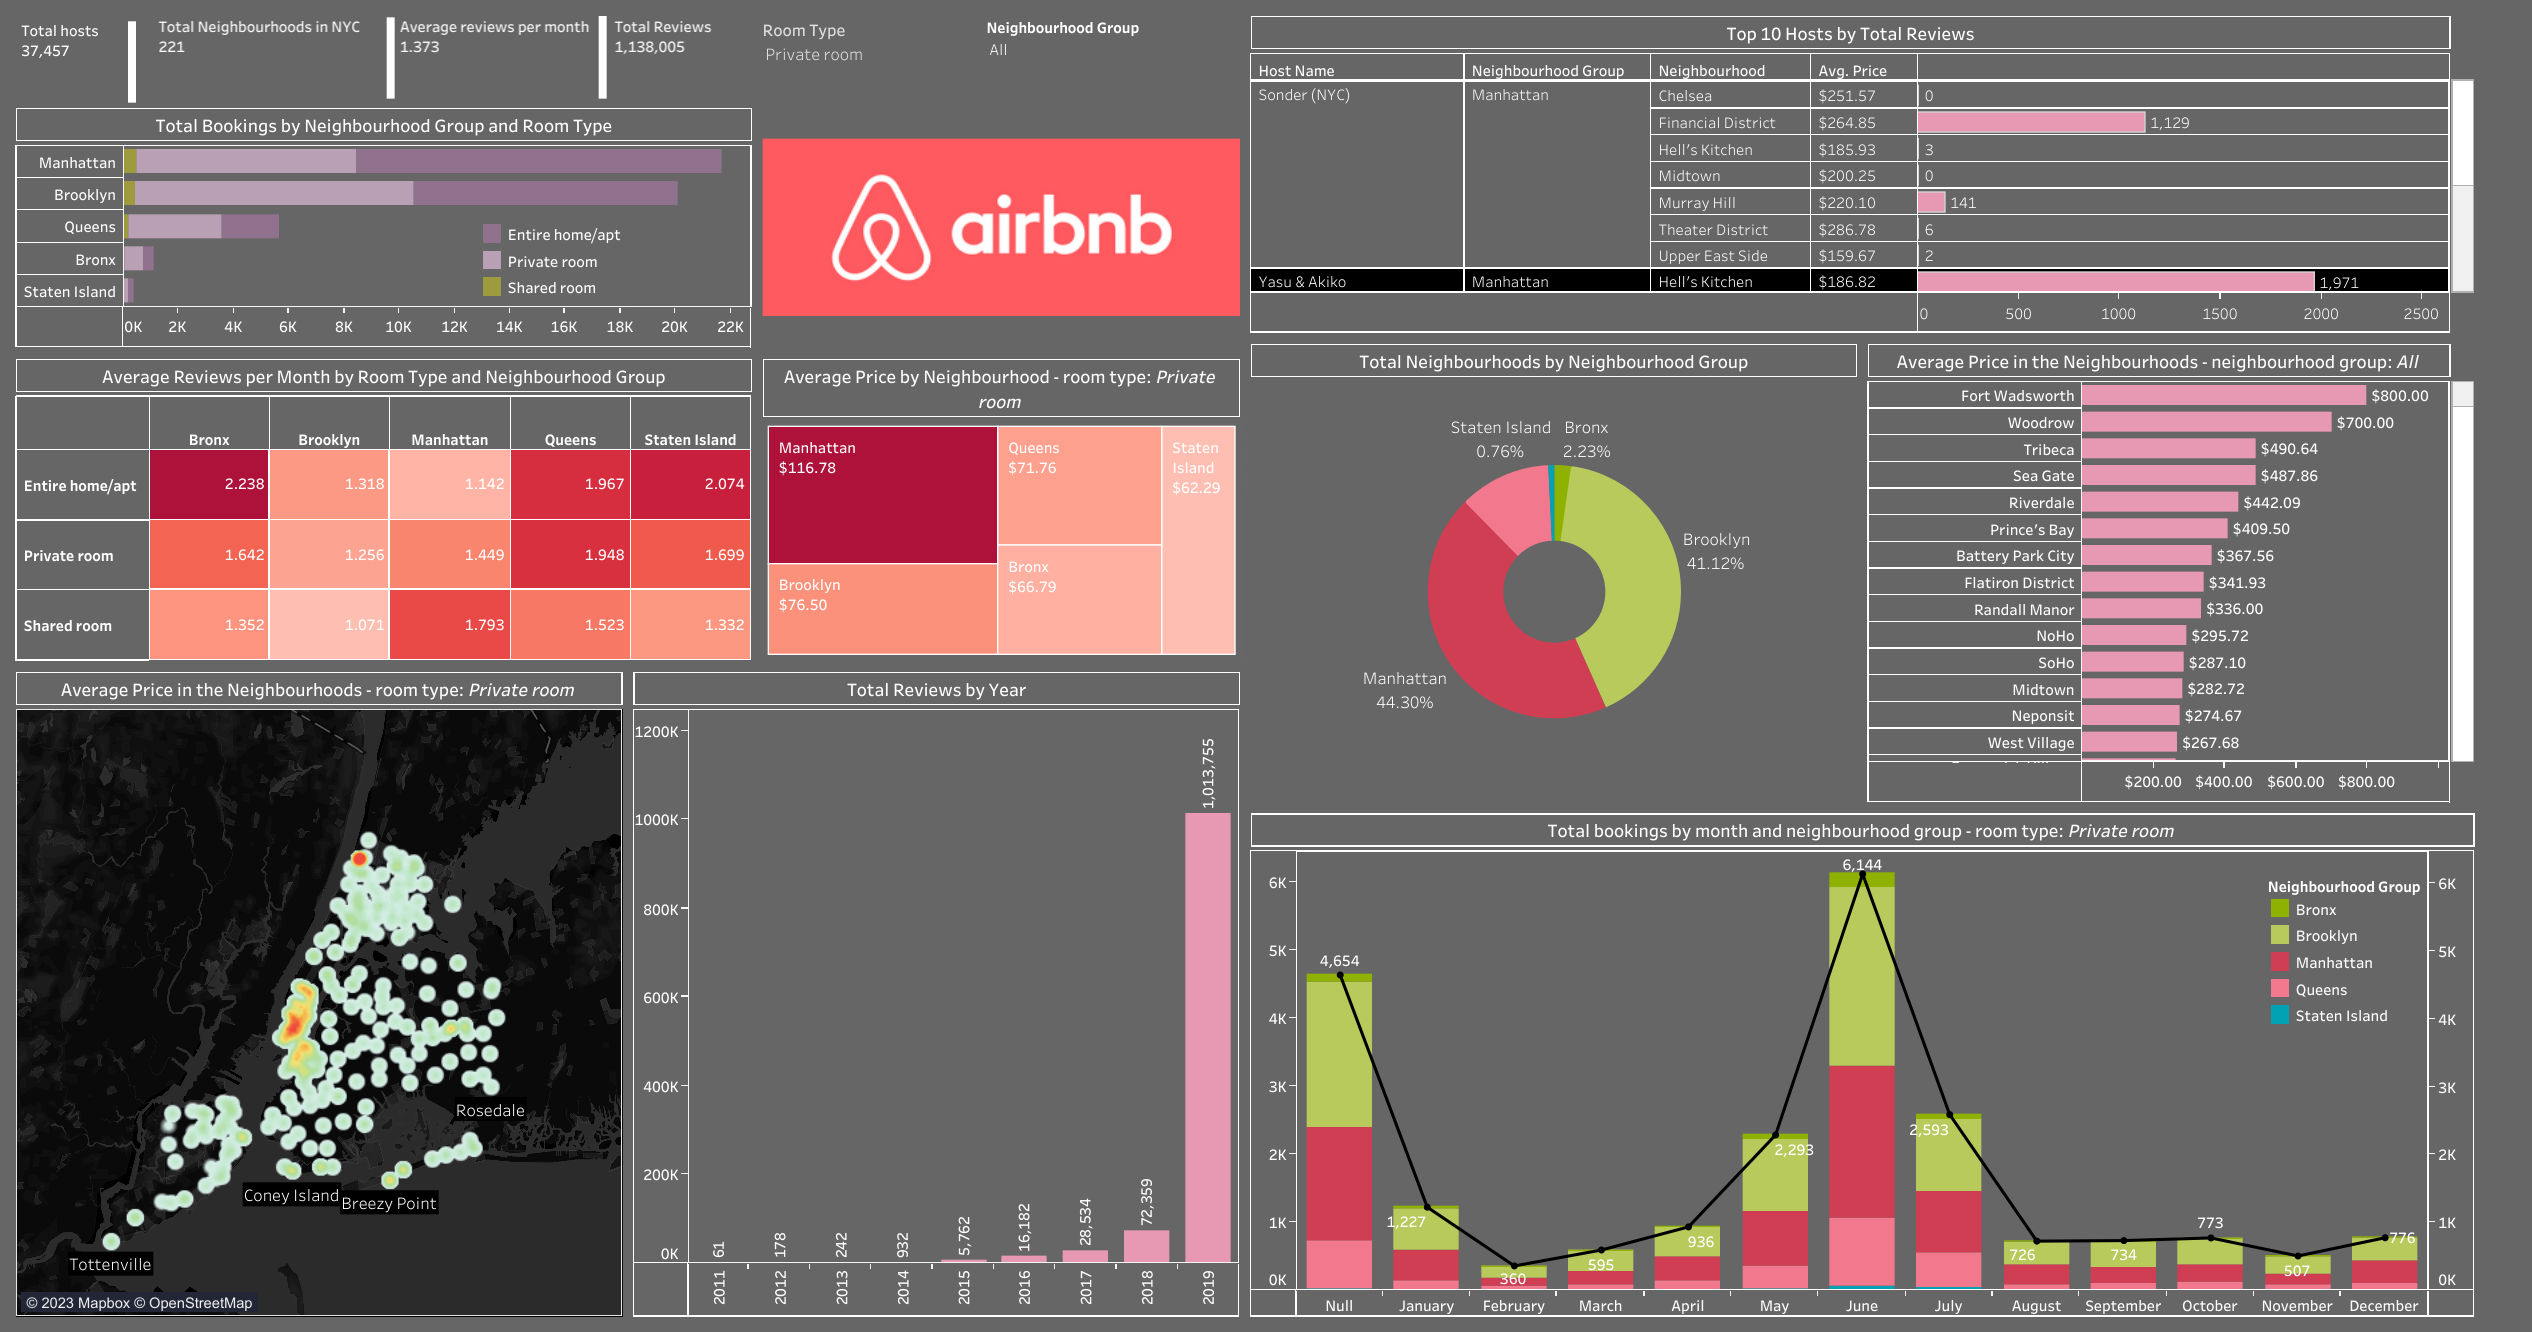 Total hosts
37,457
Total Neighbourhoods in NYC
221
Average reviews per month
1.373
Total Reviews
1,138,005
Room Type
Private room
Neighbourhood Group
All
Total Bookings by Neighbourhood Group and Room Type
Manhattan
Brooklyn
Queens
Bronx
Staten Island
Entire home/apt
Private room
Shared room
0K 2K 4K 6K 8K 10K 12K 14K 16K 18K 20K 22K
airbnb
Top 10 Hosts by Total Reviews
Host Name Neighbourhood Group Neighbourhood Avg. Price
Sonder (NYC) Manhattan Chelsea $251.57 0
Financial District $264.85 1,129
Hell's Kitchen $185.93 3
Midtown $200.25 0
Murray Hill $220.10 141
Theater District $286.78 6
Upper East Side $159.67 2
Yasu & Akiko Manhattan Hell's Kitchen $186.82 1,971
0 500 1000 1500 2000 2500
Average Reviews per Month by Room Type and Neighbourhood Group
Bronx Brooklyn Manhattan Queens Staten Island
Entire home/apt 2.238 1.318 1.142 1.967 2.074
Private room 1.642 1.256 1.449 1.948 1.699
Shared room 1.352 1.071 1.793 1.523 1.332
Average Price by Neighbourhood - room type: Private
room
Manhattan
$116.78
Brooklyn
$76.50
Queens
$71.76
Bronx
$66.79
Staten
Island
$62.29
Total Neighbourhoods by Neighbourhood Group
Staten Island
0.76%
Bronx
2.23%
Brooklyn
41.12%
Manhattan
44.30%
Average Price in the Neighbourhoods - neighbourhood group: All
Fort Wadsworth $800.00
Woodrow $700.00
Tribeca $490.64
Sea Gate $487.86
Riverdale $442.09
Prince's Bay $409.50
Battery Park City $367.56
Flatiron District $341.93
Randall Manor $336.00
NoHo $295.72
SoHo $287.10
Midtown $282.72
Neponsit $274.67
West Village $267.68
$200.00 $400.00 $600.00 $800.00
Average Price in the Neighbourhoods - room type: Private room
Rosedale
Coney Island
Breezy Point
Tottenville
© 2023 Mapbox © OpenStreetMap
Total Reviews by Year
1200K
1000K
800K
600K
400K
200K
0K
61 178 242 932 5,762 16,182 28,534 72,359 1,013,755
2011 2012 2013 2014 2015 2016 2017 2018 2019
Total bookings by month and neighbourhood group - room type: Private room
6K
5K
4K
3K
2K
1K
0K
4,654 1,227 360 595 936 2,293 6,144 2,593 726 734 773 507 776
Neighbourhood Group
Bronx
Brooklyn
Manhattan
Queens
Staten Island
6K
5K
4K
3K
2K
1K
0K
Null January February March April May June July August September October November December